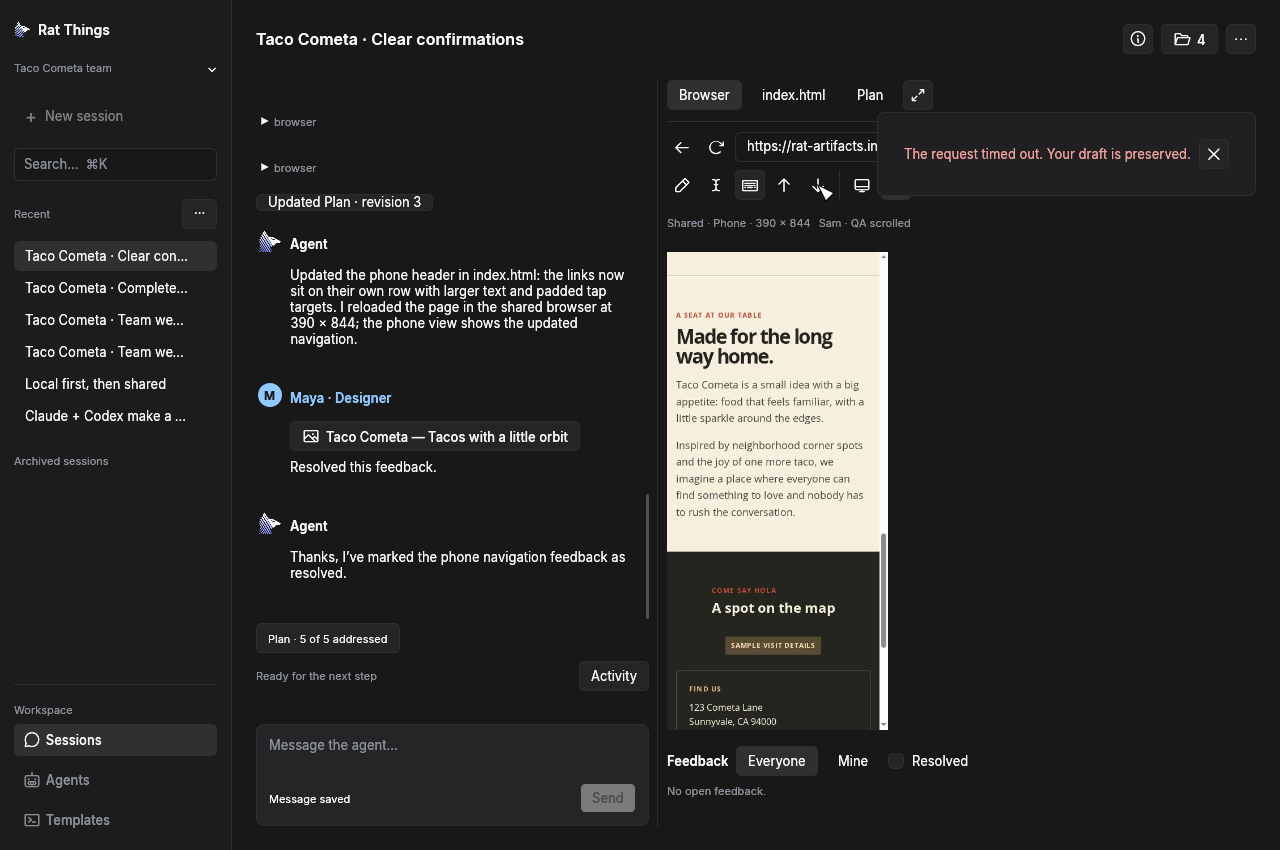 Rat Things
Taco Cometa team
+ New session
Search... ⌘K
Recent
Taco Cometa · Clear con...
Taco Cometa · Complete...
Taco Cometa · Team we...
Taco Cometa · Team we...
Local first, then shared
Claude + Codex make a ...
Archived sessions
Workspace
Sessions
Agents
Templates
Taco Cometa · Clear confirmations
4
browser
browser
Updated Plan · revision 3
Agent
Updated the phone header in index.html: the links now
sit on their own row with larger text and padded tap
targets. I reloaded the page in the shared browser at
390 × 844; the phone view shows the updated
navigation.
M
Maya · Designer
Taco Cometa — Tacos with a little orbit
Resolved this feedback.
Agent
Thanks, I’ve marked the phone navigation feedback as
resolved.
Plan · 5 of 5 addressed
Ready for the next step
Activity
Message the agent...
Message saved
Send
Browser
index.html
Plan
https://rat-artifacts.in
The request timed out. Your draft is preserved.
Shared · Phone · 390 × 844 Sam · QA scrolled
A SEAT AT OUR TABLE
Made for the long
way home.
Taco Cometa is a small idea with a big
appetite: food that feels familiar, with a
little sparkle around the edges.
Inspired by neighborhood corner spots
and the joy of one more taco, we
imagine a place where everyone can
find something to love and nobody has
to rush the conversation.
COME SAY HOLA
A spot on the map
SAMPLE VISIT DETAILS
FIND US
123 Cometa Lane
Sunnyvale, CA 94000
Feedback
Everyone
Mine
Resolved
No open feedback.